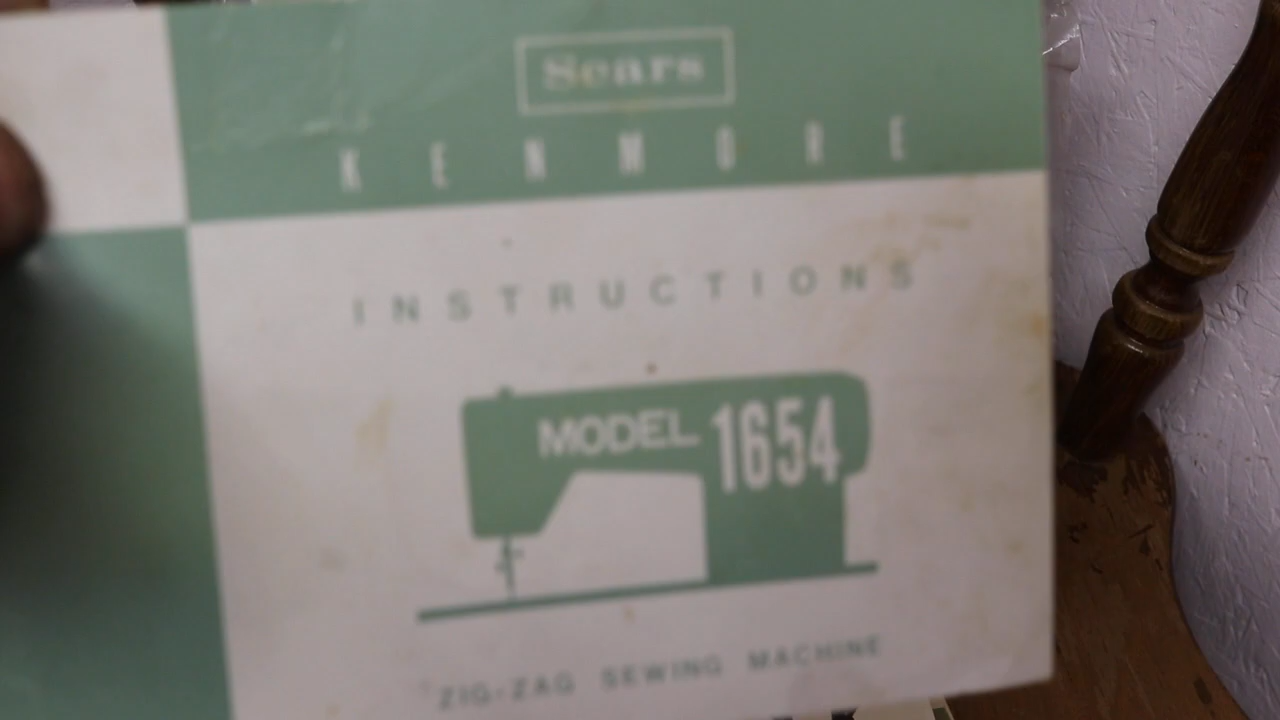 Sears
KENMORE
INSTRUCTIONS
MODEL 1654
ZIG-ZAG SEWING MACHINE